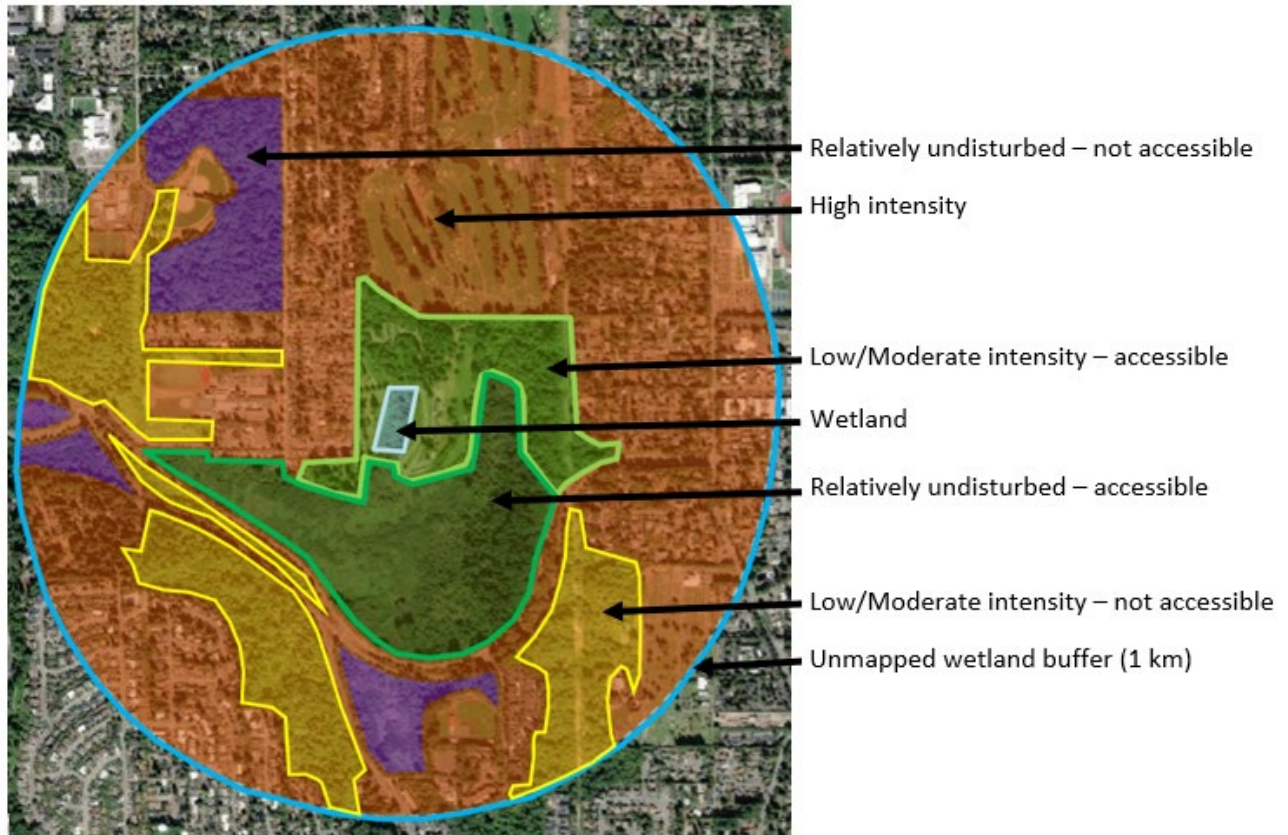 Relatively undisturbed – not accessible
High intensity
Low/Moderate intensity – accessible
Wetland
Relatively undisturbed – accessible
Low/Moderate intensity – not accessible
Unmapped wetland buffer (1 km)